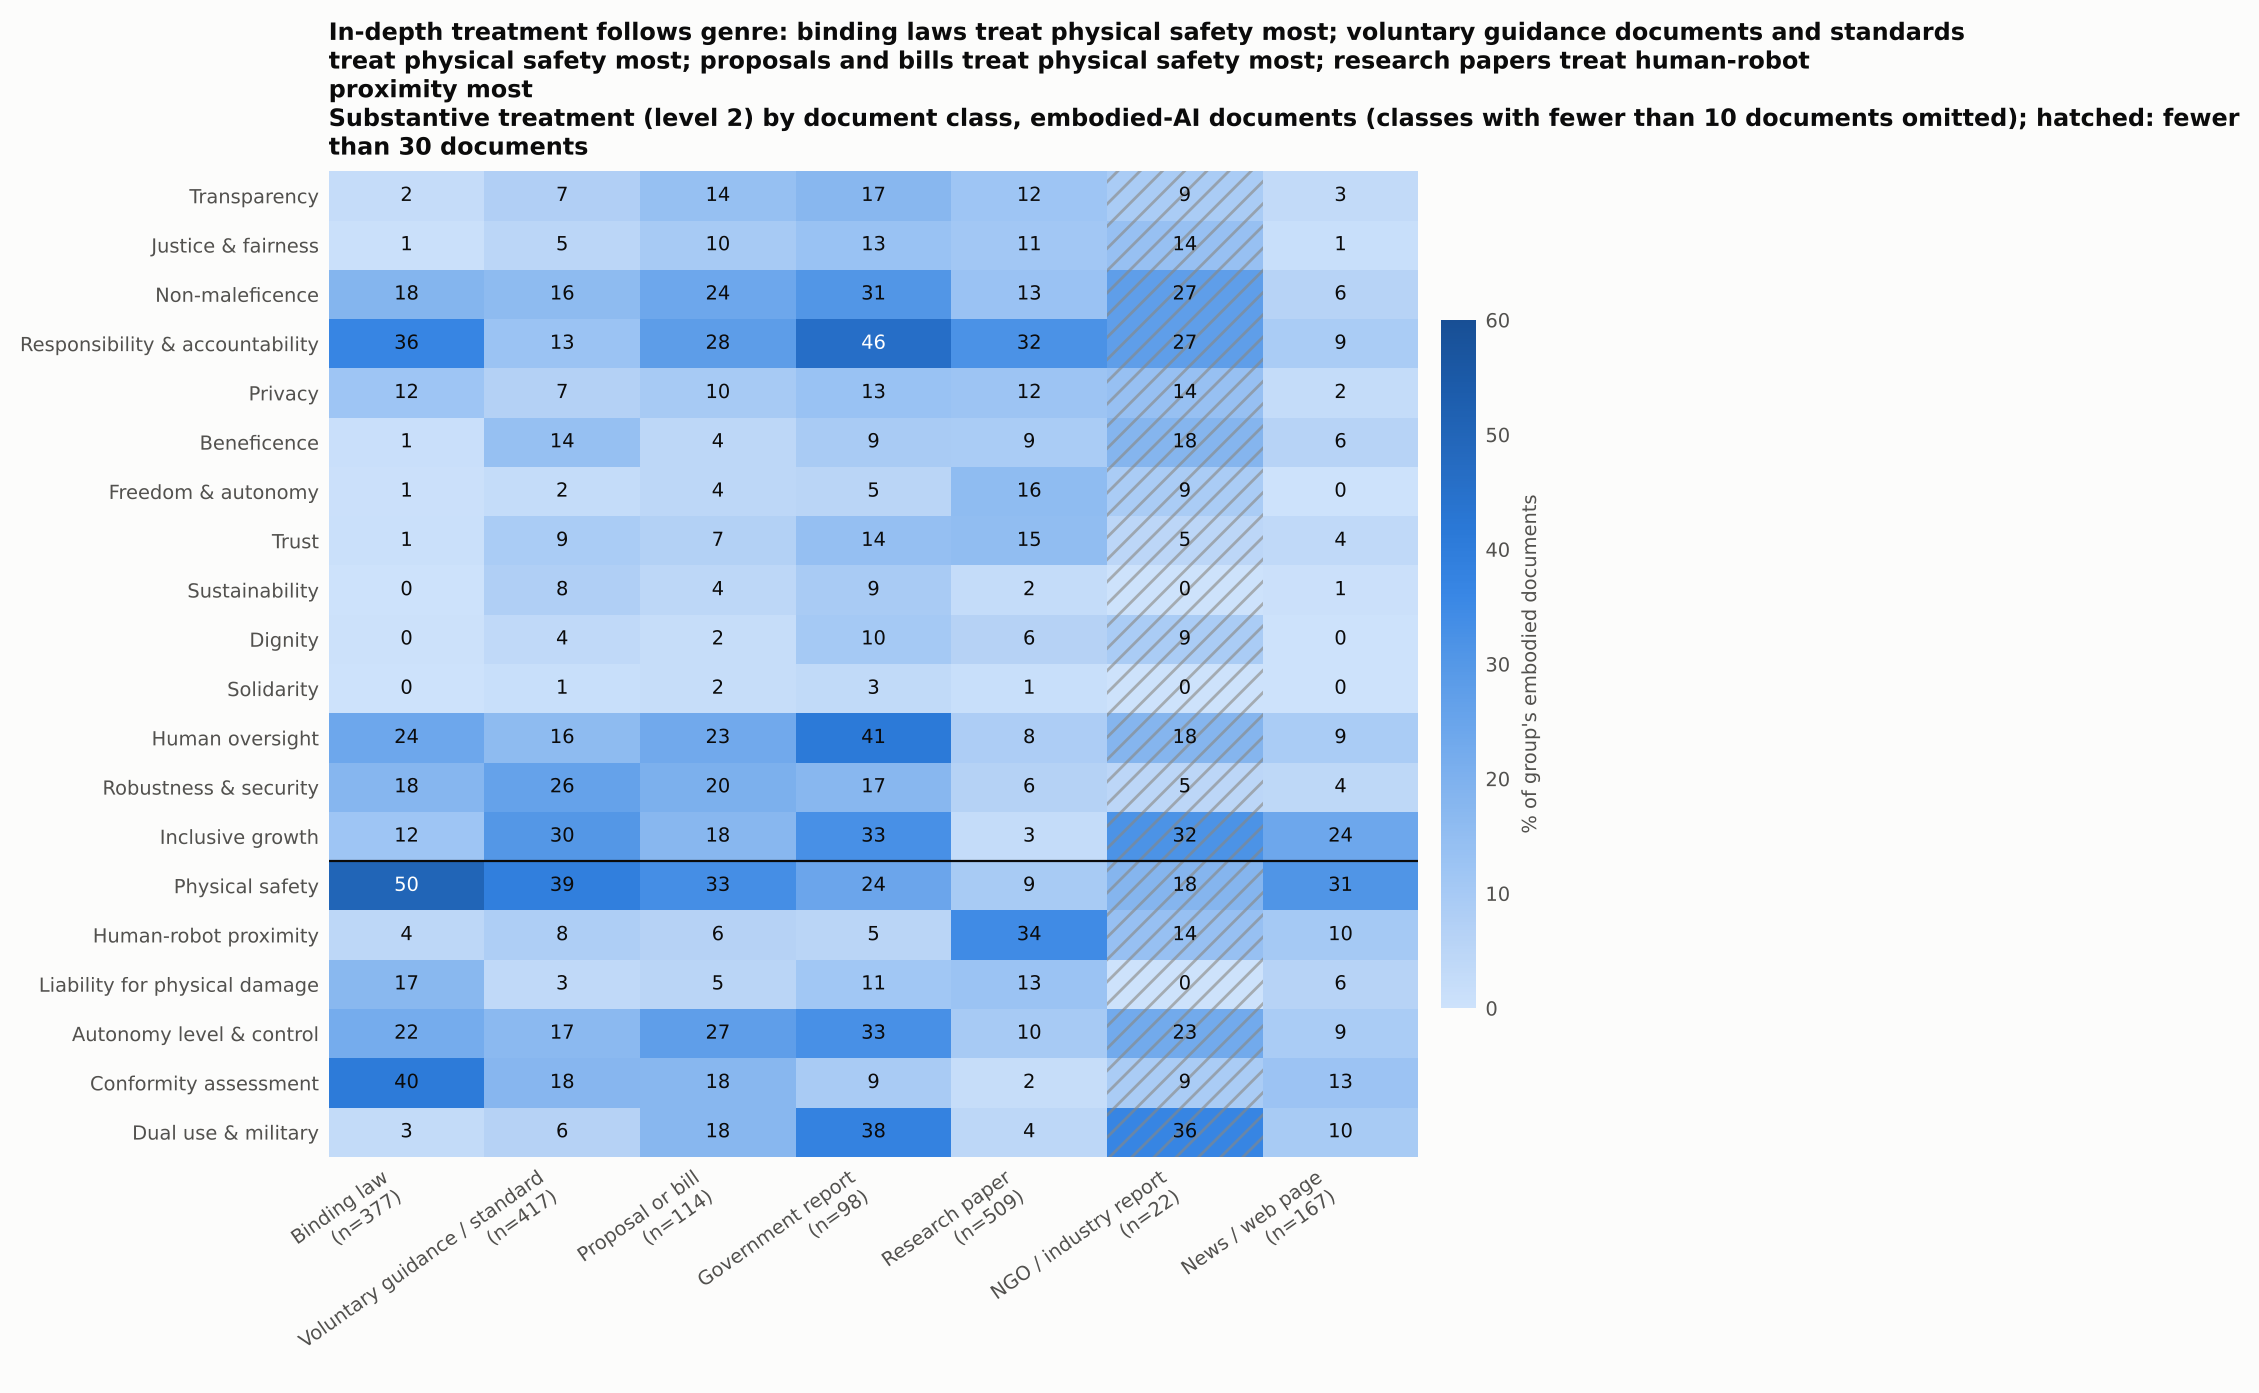 In-depth treatment follows genre: binding laws treat physical safety most; voluntary guidance documents and standards
treat physical safety most; proposals and bills treat physical safety most; research papers treat human-robot
proximity most
Substantive treatment (level 2) by document class, embodied-AI documents (classes with fewer than 10 documents omitted); hatched: fewer
than 30 documents
Transparency 2 7 14 17 12 9 3
Justice & fairness 1 5 10 13 11 14 1
Non-maleficence 18 16 24 31 13 27 6
Responsibility & accountability 36 13 28 46 32 27 9
Privacy 12 7 10 13 12 14 2
Beneficence 1 14 4 9 9 18 6
Freedom & autonomy 1 2 4 5 16 9 0
Trust 1 9 7 14 15 5 4
Sustainability 0 8 4 9 2 0 1
Dignity 0 4 2 10 6 9 0
Solidarity 0 1 2 3 1 0 0
Human oversight 24 16 23 41 8 18 9
Robustness & security 18 26 20 17 6 5 4
Inclusive growth 12 30 18 33 3 32 24
Physical safety 50 39 33 24 9 18 31
Human-robot proximity 4 8 6 5 34 14 10
Liability for physical damage 17 3 5 11 13 0 6
Autonomy level & control 22 17 27 33 10 23 9
Conformity assessment 40 18 18 9 2 9 13
Dual use & military 3 6 18 38 4 36 10
Binding law
(n=377)
Voluntary guidance / standard
(n=417)
Proposal or bill
(n=114)
Government report
(n=98)
Research paper
(n=509)
NGO / industry report
(n=22)
News / web page
(n=167)
60
50
40
30
20
10
0
% of group's embodied documents